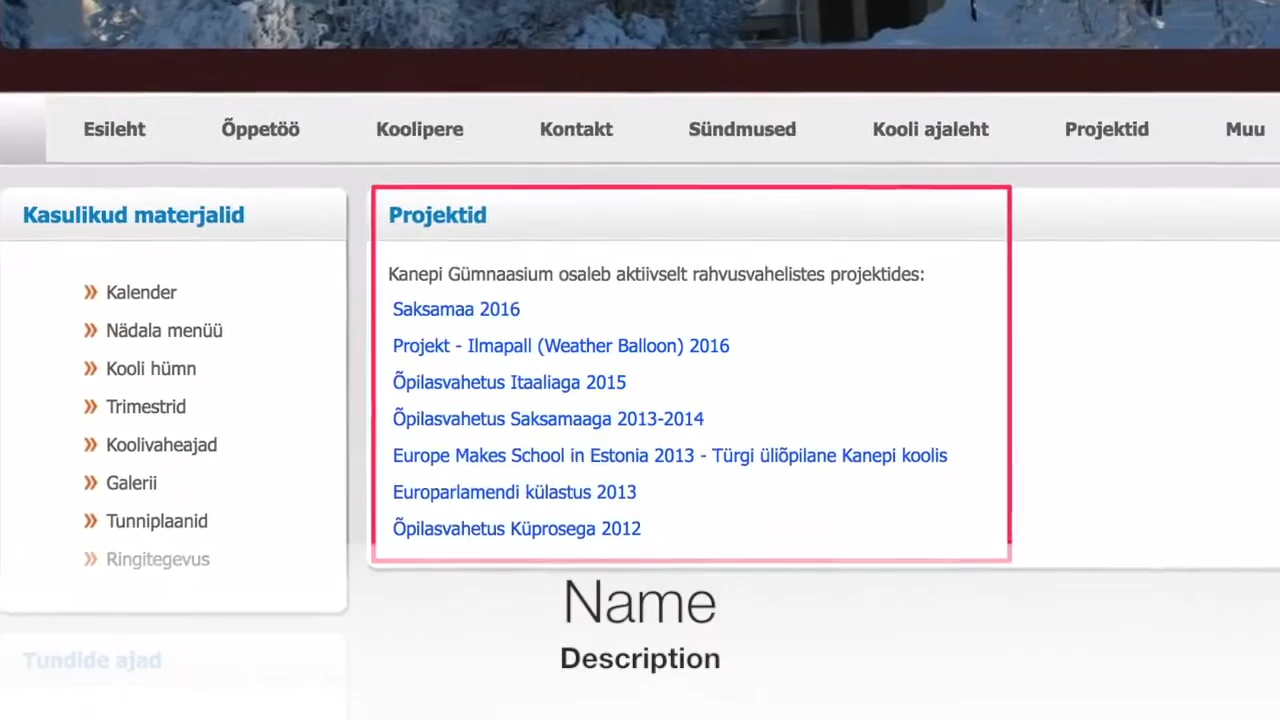 Esileht Õppetöö Koolipere Kontakt Sündmused Kooli ajaleht Projektid Muu
Kasulikud materjalid
Kalender
Nädala menüü
Kooli hümn
Trimestrid
Koolivaheajad
Galerii
Tunniplaanid
Ringitegevus
Tundide ajad
Projektid
Kanepi Gümnaasium osaleb aktiivselt rahvusvahelistes projektides:
Saksamaa 2016
Projekt - Ilmapall (Weather Balloon) 2016
Õpilasvahetus Itaaliaga 2015
Õpilasvahetus Saksamaaga 2013-2014
Europe Makes School in Estonia 2013 - Türgi üliõpilane Kanepi koolis
Europarlamendi külastus 2013
Õpilasvahetus Küprosega 2012
Name
Description